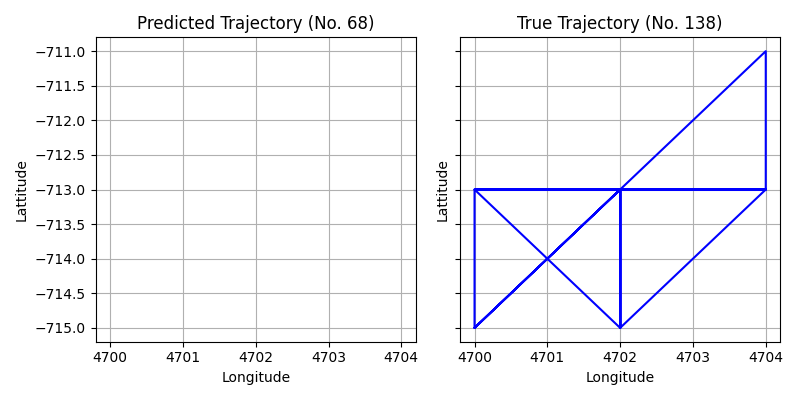 Predicted Trajectory (No. 68)
True Trajectory (No. 138)
−711.0
−711.5
−712.0
−712.5
−713.0
−713.5
−714.0
−714.5
−715.0
Lattitude
Lattitude
4700 4701 4702 4703 4704
4700 4701 4702 4703 4704
Longitude
Longitude